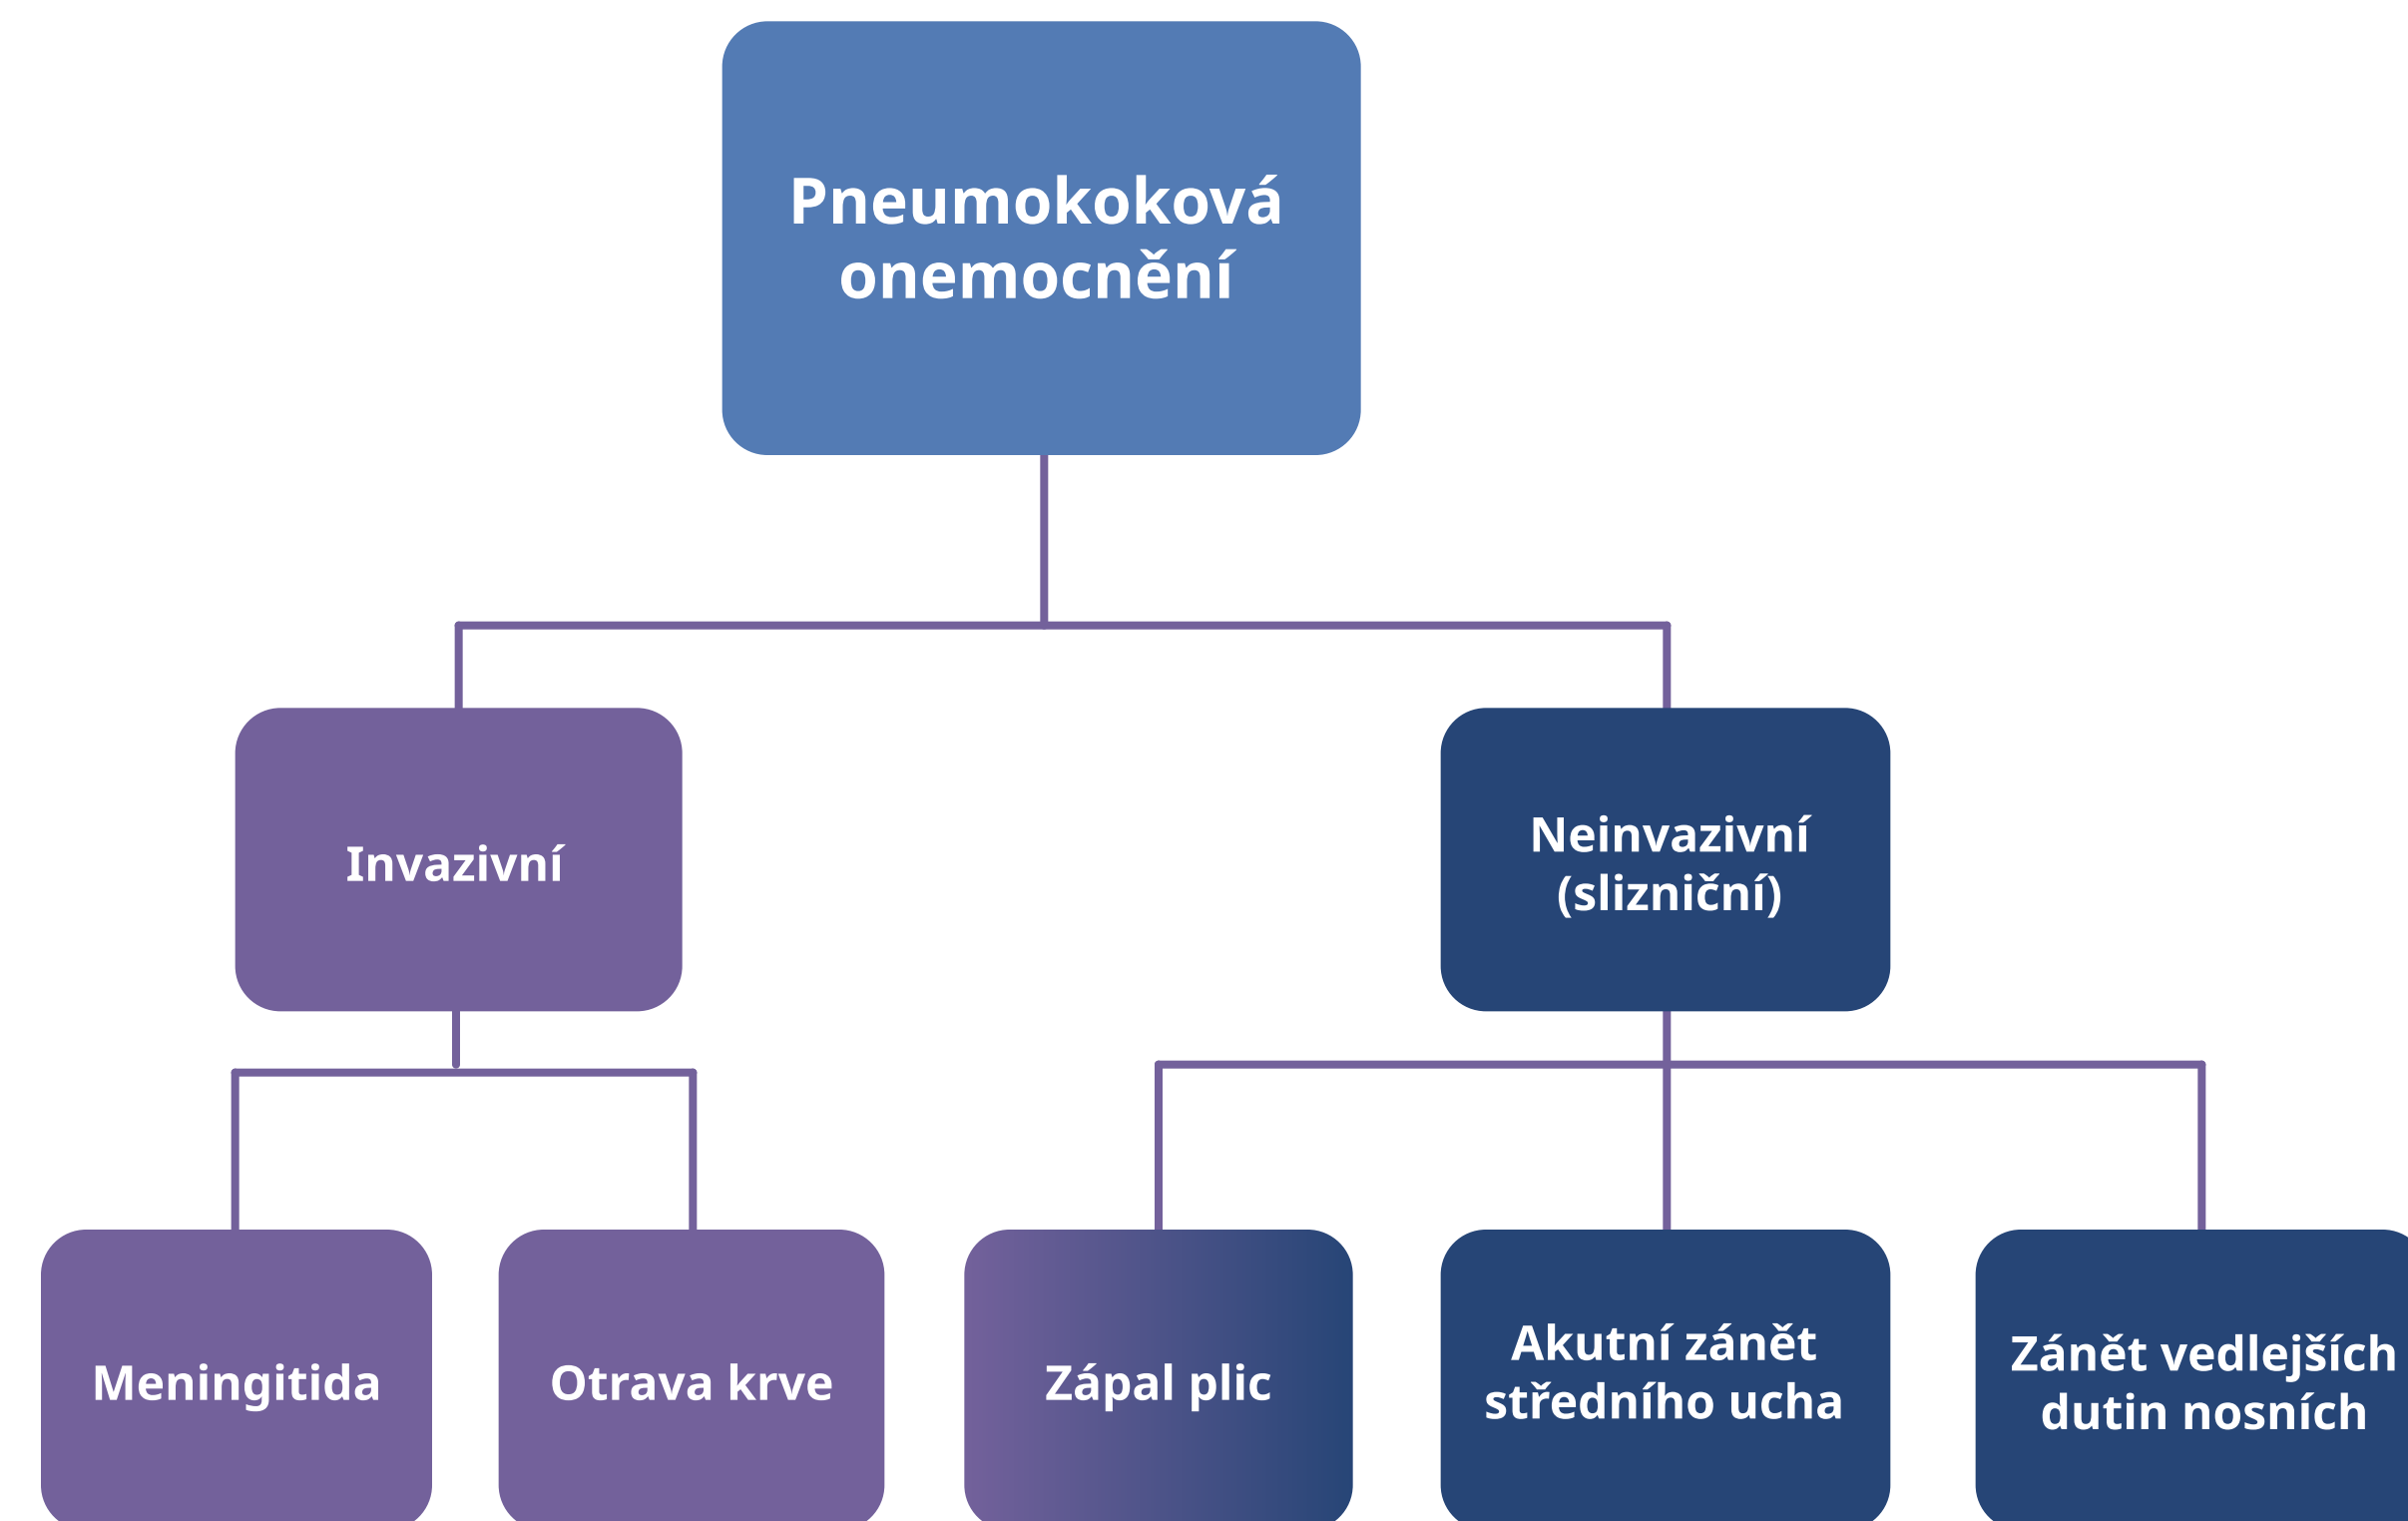 Pneumokoková
onemocnění
Invazivní
Neinvazivní
(slizniční)
Meningitida
Otrava krve
Zápal plic
Akutní zánět
středního ucha
Zánět vedlejších
dutin nosních